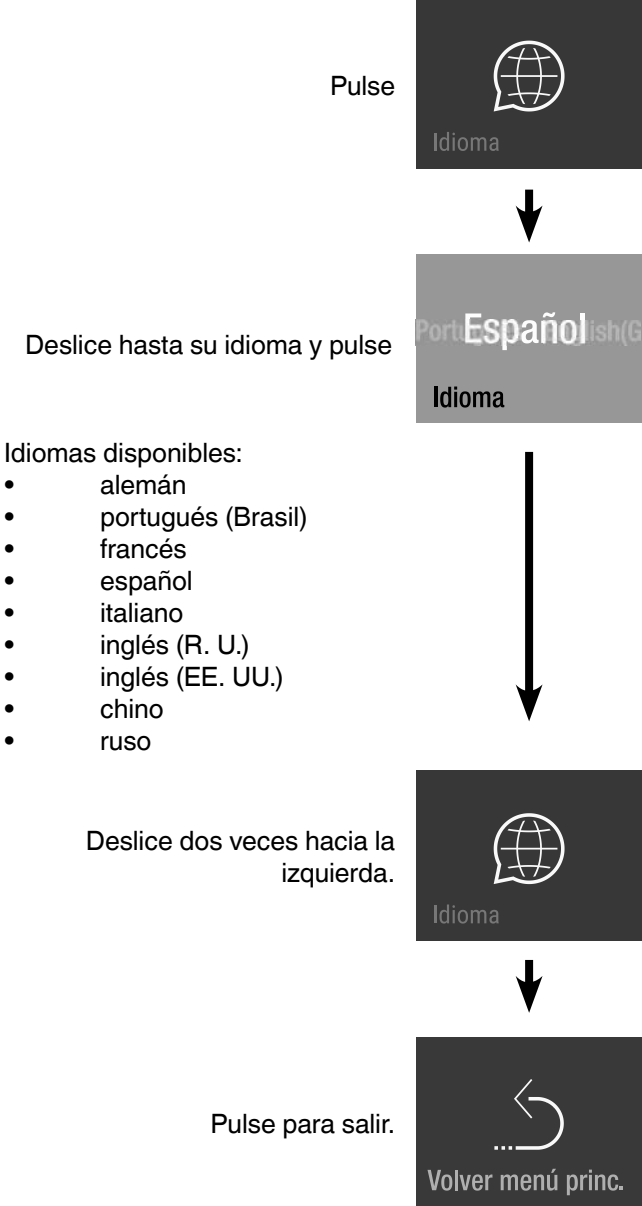 Pulse
Idioma
Deslice hasta su idioma y pulse
Español
Idioma
Idiomas disponibles:
• alemán
• portugués (Brasil)
• francés
• español
• italiano
• inglés (R. U.)
• inglés (EE. UU.)
• chino
• ruso
Deslice dos veces hacia la
izquierda.
Idioma
Pulse para salir.
Volver menú princ.